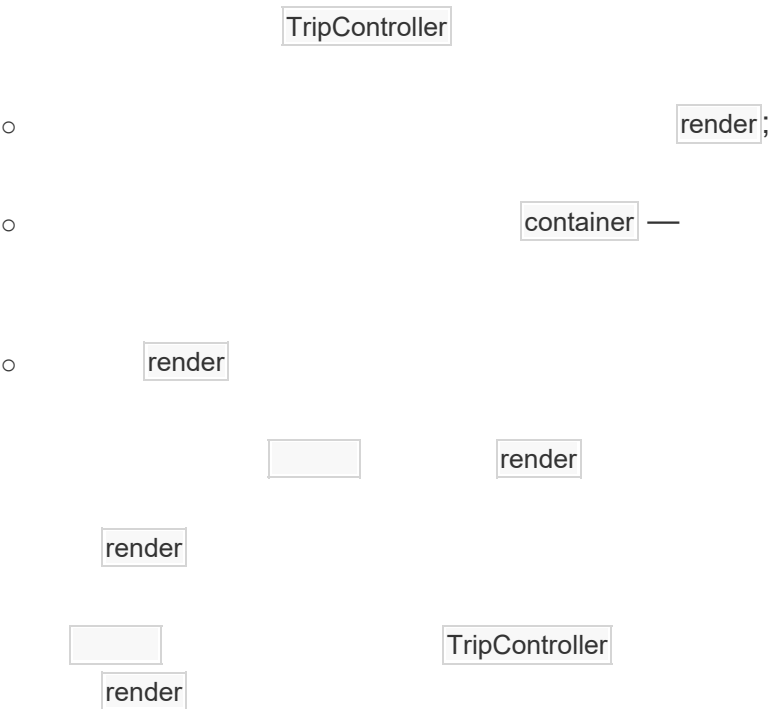 TripController
○ render;
○ container —
○ render
render
render
TripController
render